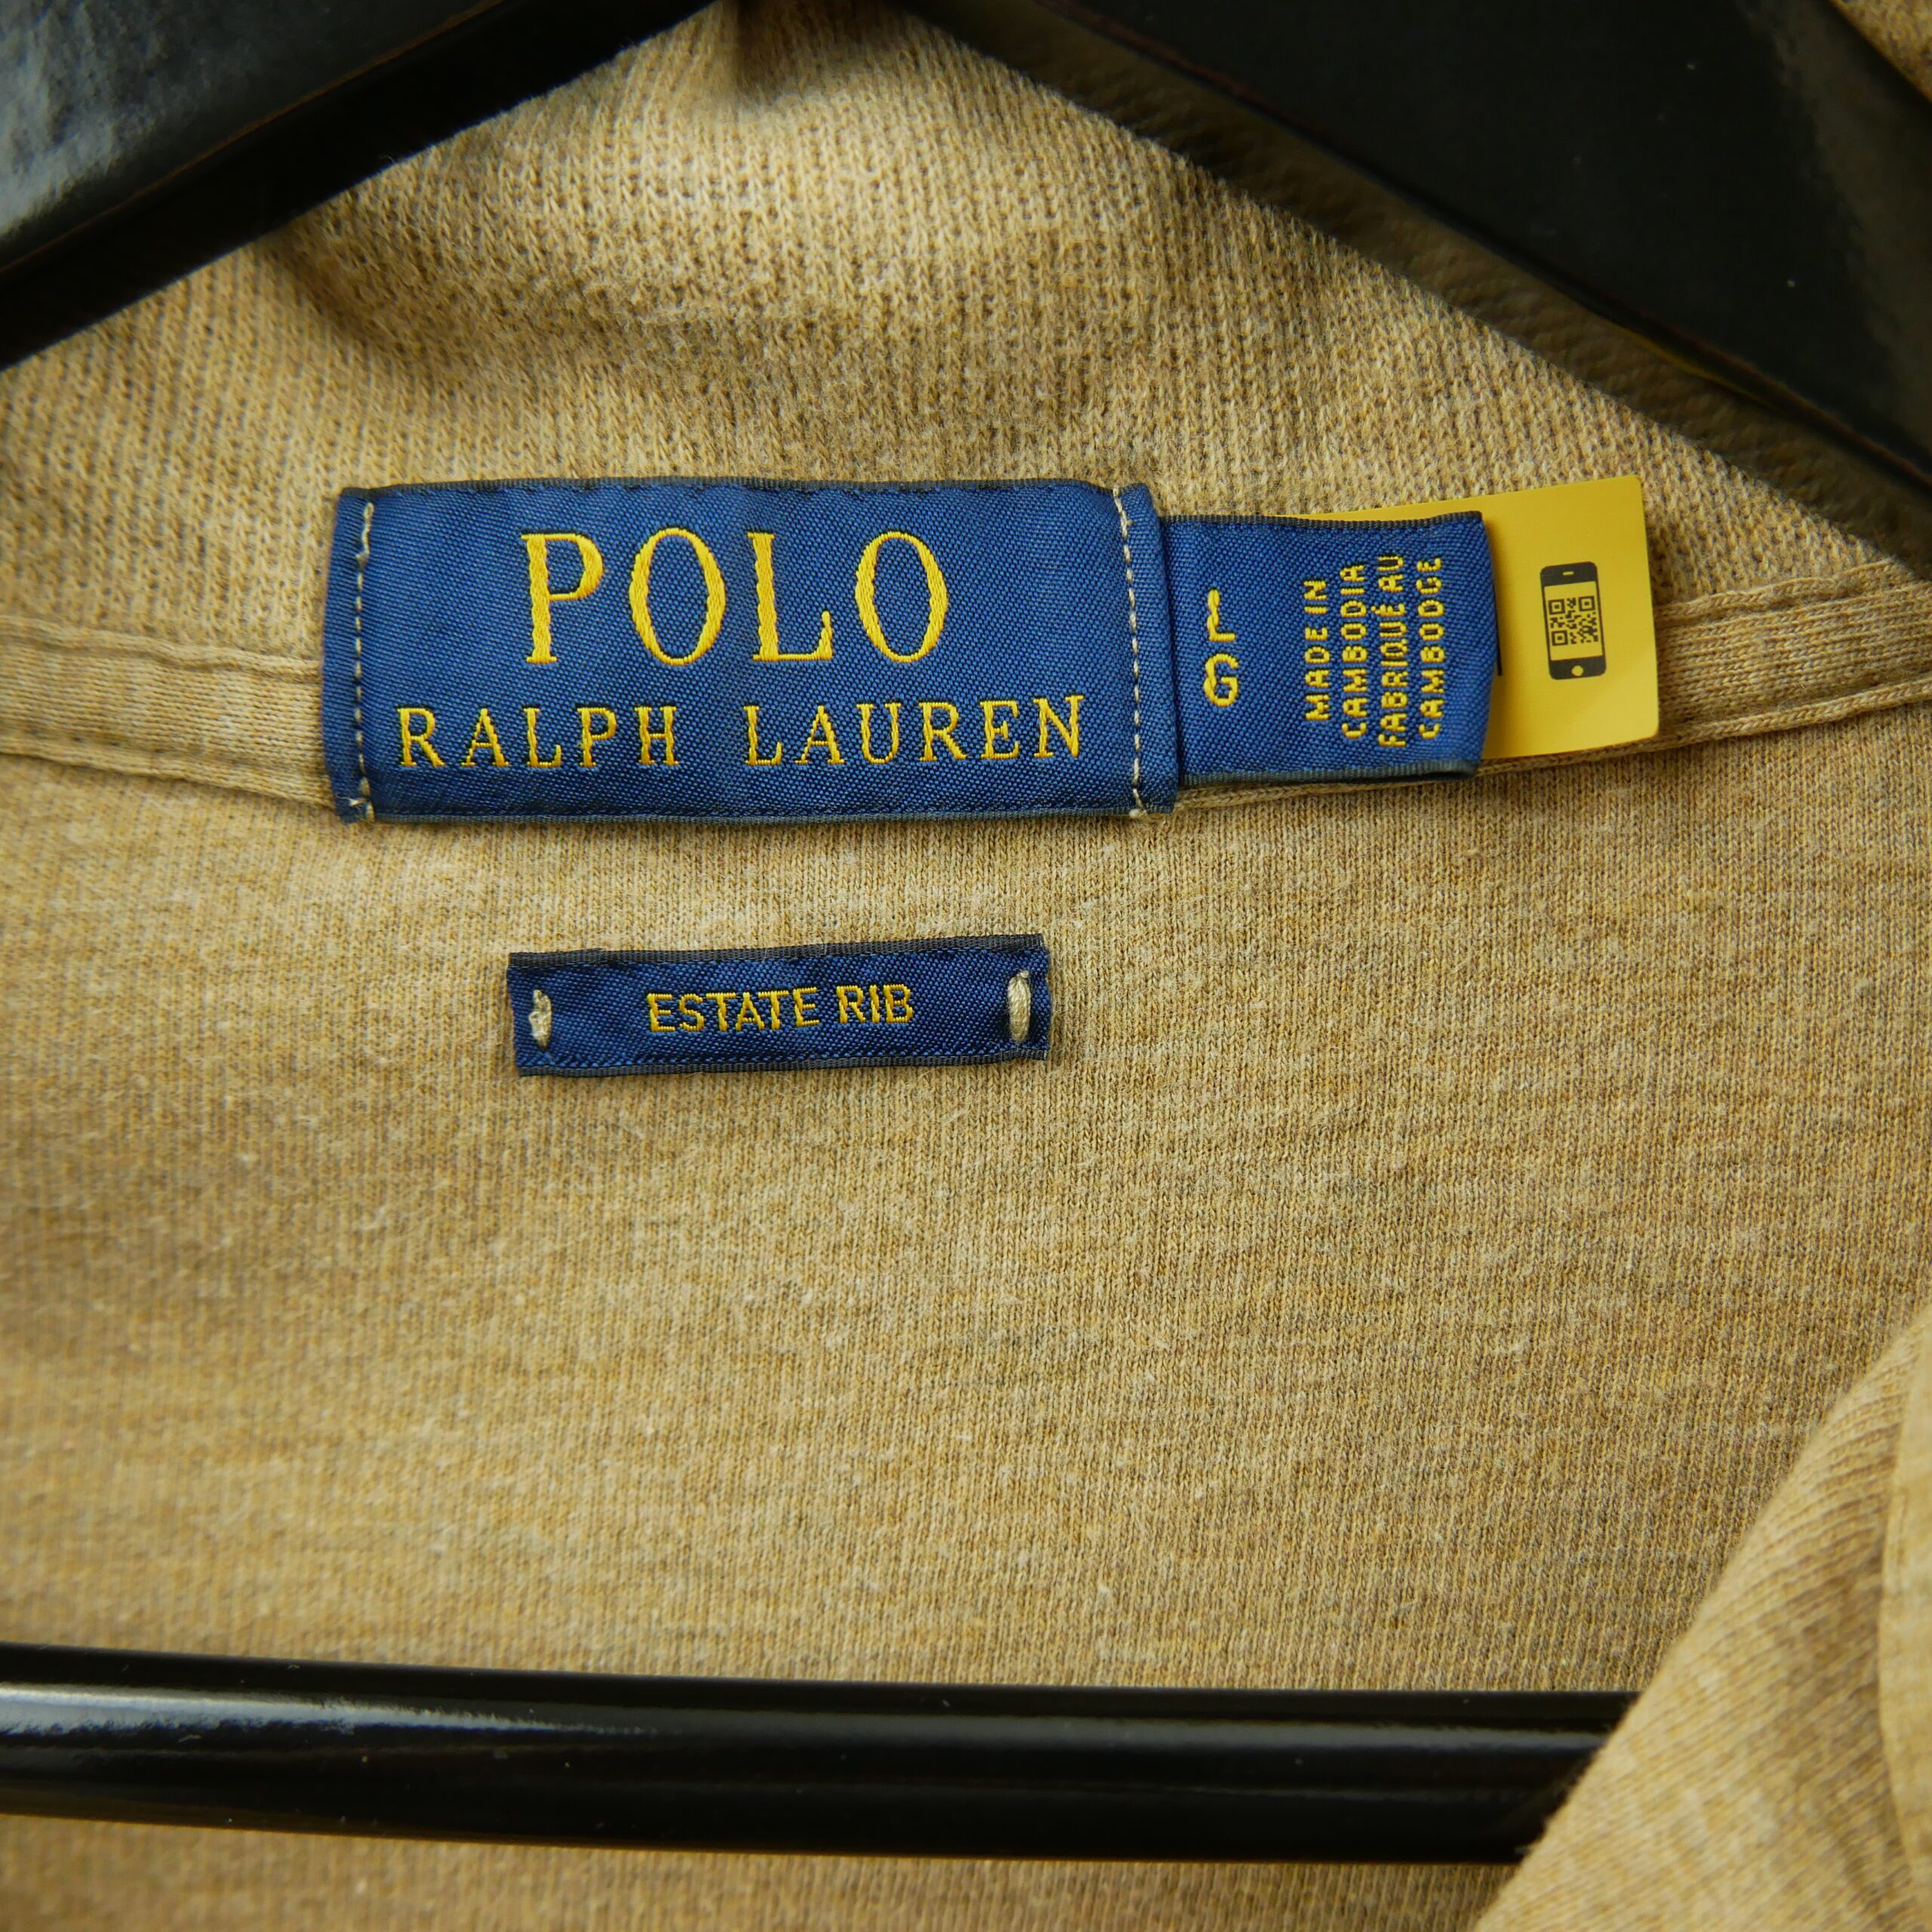 POLO
RALPH LAUREN
L
G
MADE IN
CAMBODIA
FABRIQUÉ AU
CAMBODGE
ESTATE RIB